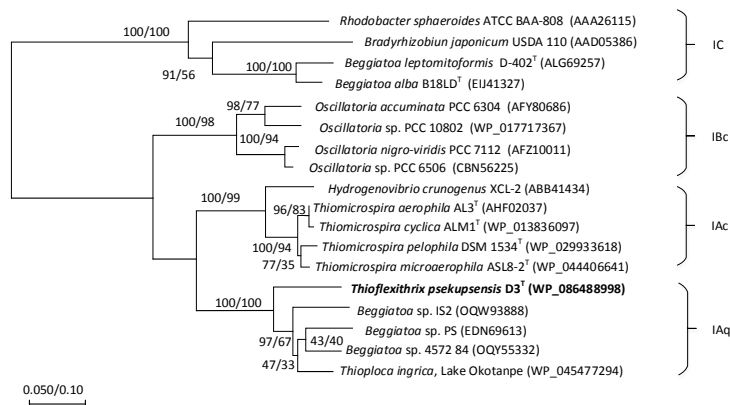 Rhodobacter sphaeroides ATCC BAA-808 (AAA26115)
100/100
Bradyrhizobiun japonicum USDA 110 (AAD05386)
IC
Beggiatoa leptomitoformis D-402ᵀ (ALG69257)
91/56
100/100
Beggiatoa alba B18LDᵀ (EIJ41327)
98/77
Oscillatoria accuminata PCC 6304 (AFY80686)
100/98
Oscillatoria sp. PCC 10802 (WP_017717367)
IBc
100/94
Oscillatoria nigro-viridis PCC 7112 (AFZ10011)
Oscillatoria sp. PCC 6506 (CBN56225)
100/99
Hydrogenovibrio crunogenus XCL-2 (ABB41434)
96/83
Thiomicrospira aerophila AL3ᵀ (AHF02037)
Thiomicrospira cyclica ALM1ᵀ (WP_013836097)
IAc
100/94
Thiomicrospira pelophila DSM 1534ᵀ (WP_029933618)
77/35
Thiomicrospira microaerophila ASL8-2ᵀ (WP_044406641)
100/100
Thioflexithrix psekupsensis D3ᵀ (WP_086488998)
Beggiatoa sp. IS2 (OQW93888)
IAq
97/67
43/40
Beggiatoa sp. PS (EDN69613)
Beggiatoa sp. 4572 84 (OQY55332)
47/33
Thioploca ingrica, Lake Okotanpe (WP_045477294)
0.050/0.10